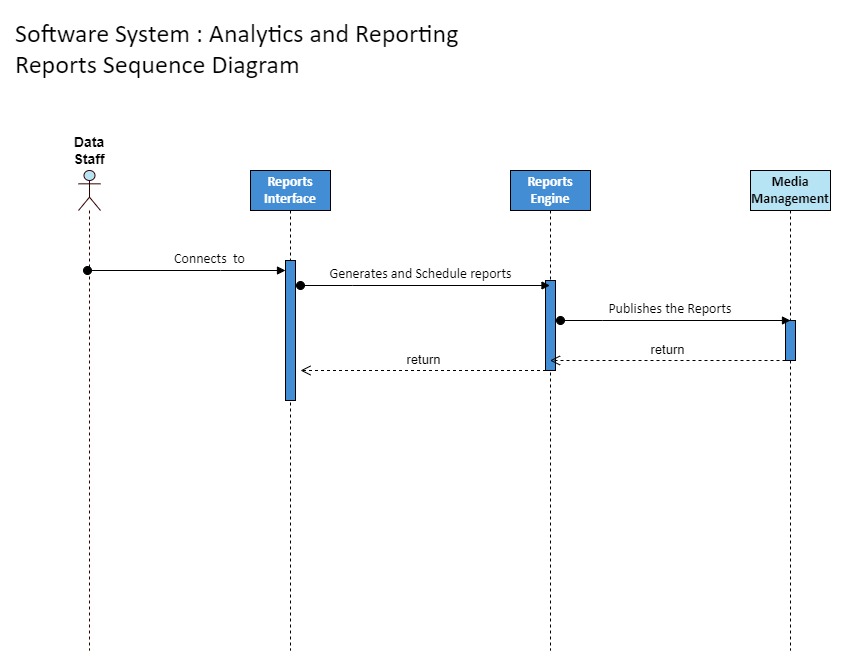 Software System : Analytics and Reporting
Reports Sequence Diagram
Data
Staff
Reports
Interface
Reports
Engine
Media
Management
Connects to
Generates and Schedule reports
Publishes the Reports
return
return